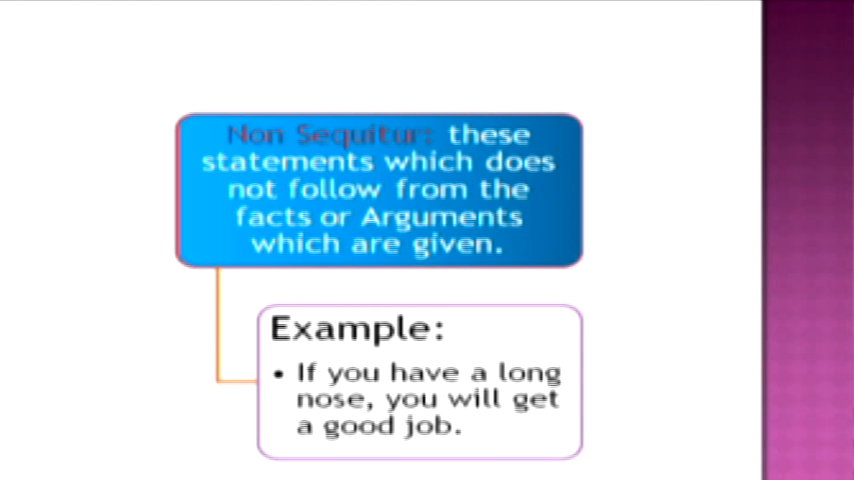 Non Sequitur: these
statements which does
not follow from the
facts or Arguments
which are given.
Example:
• If you have a long
nose, you will get
a good job.